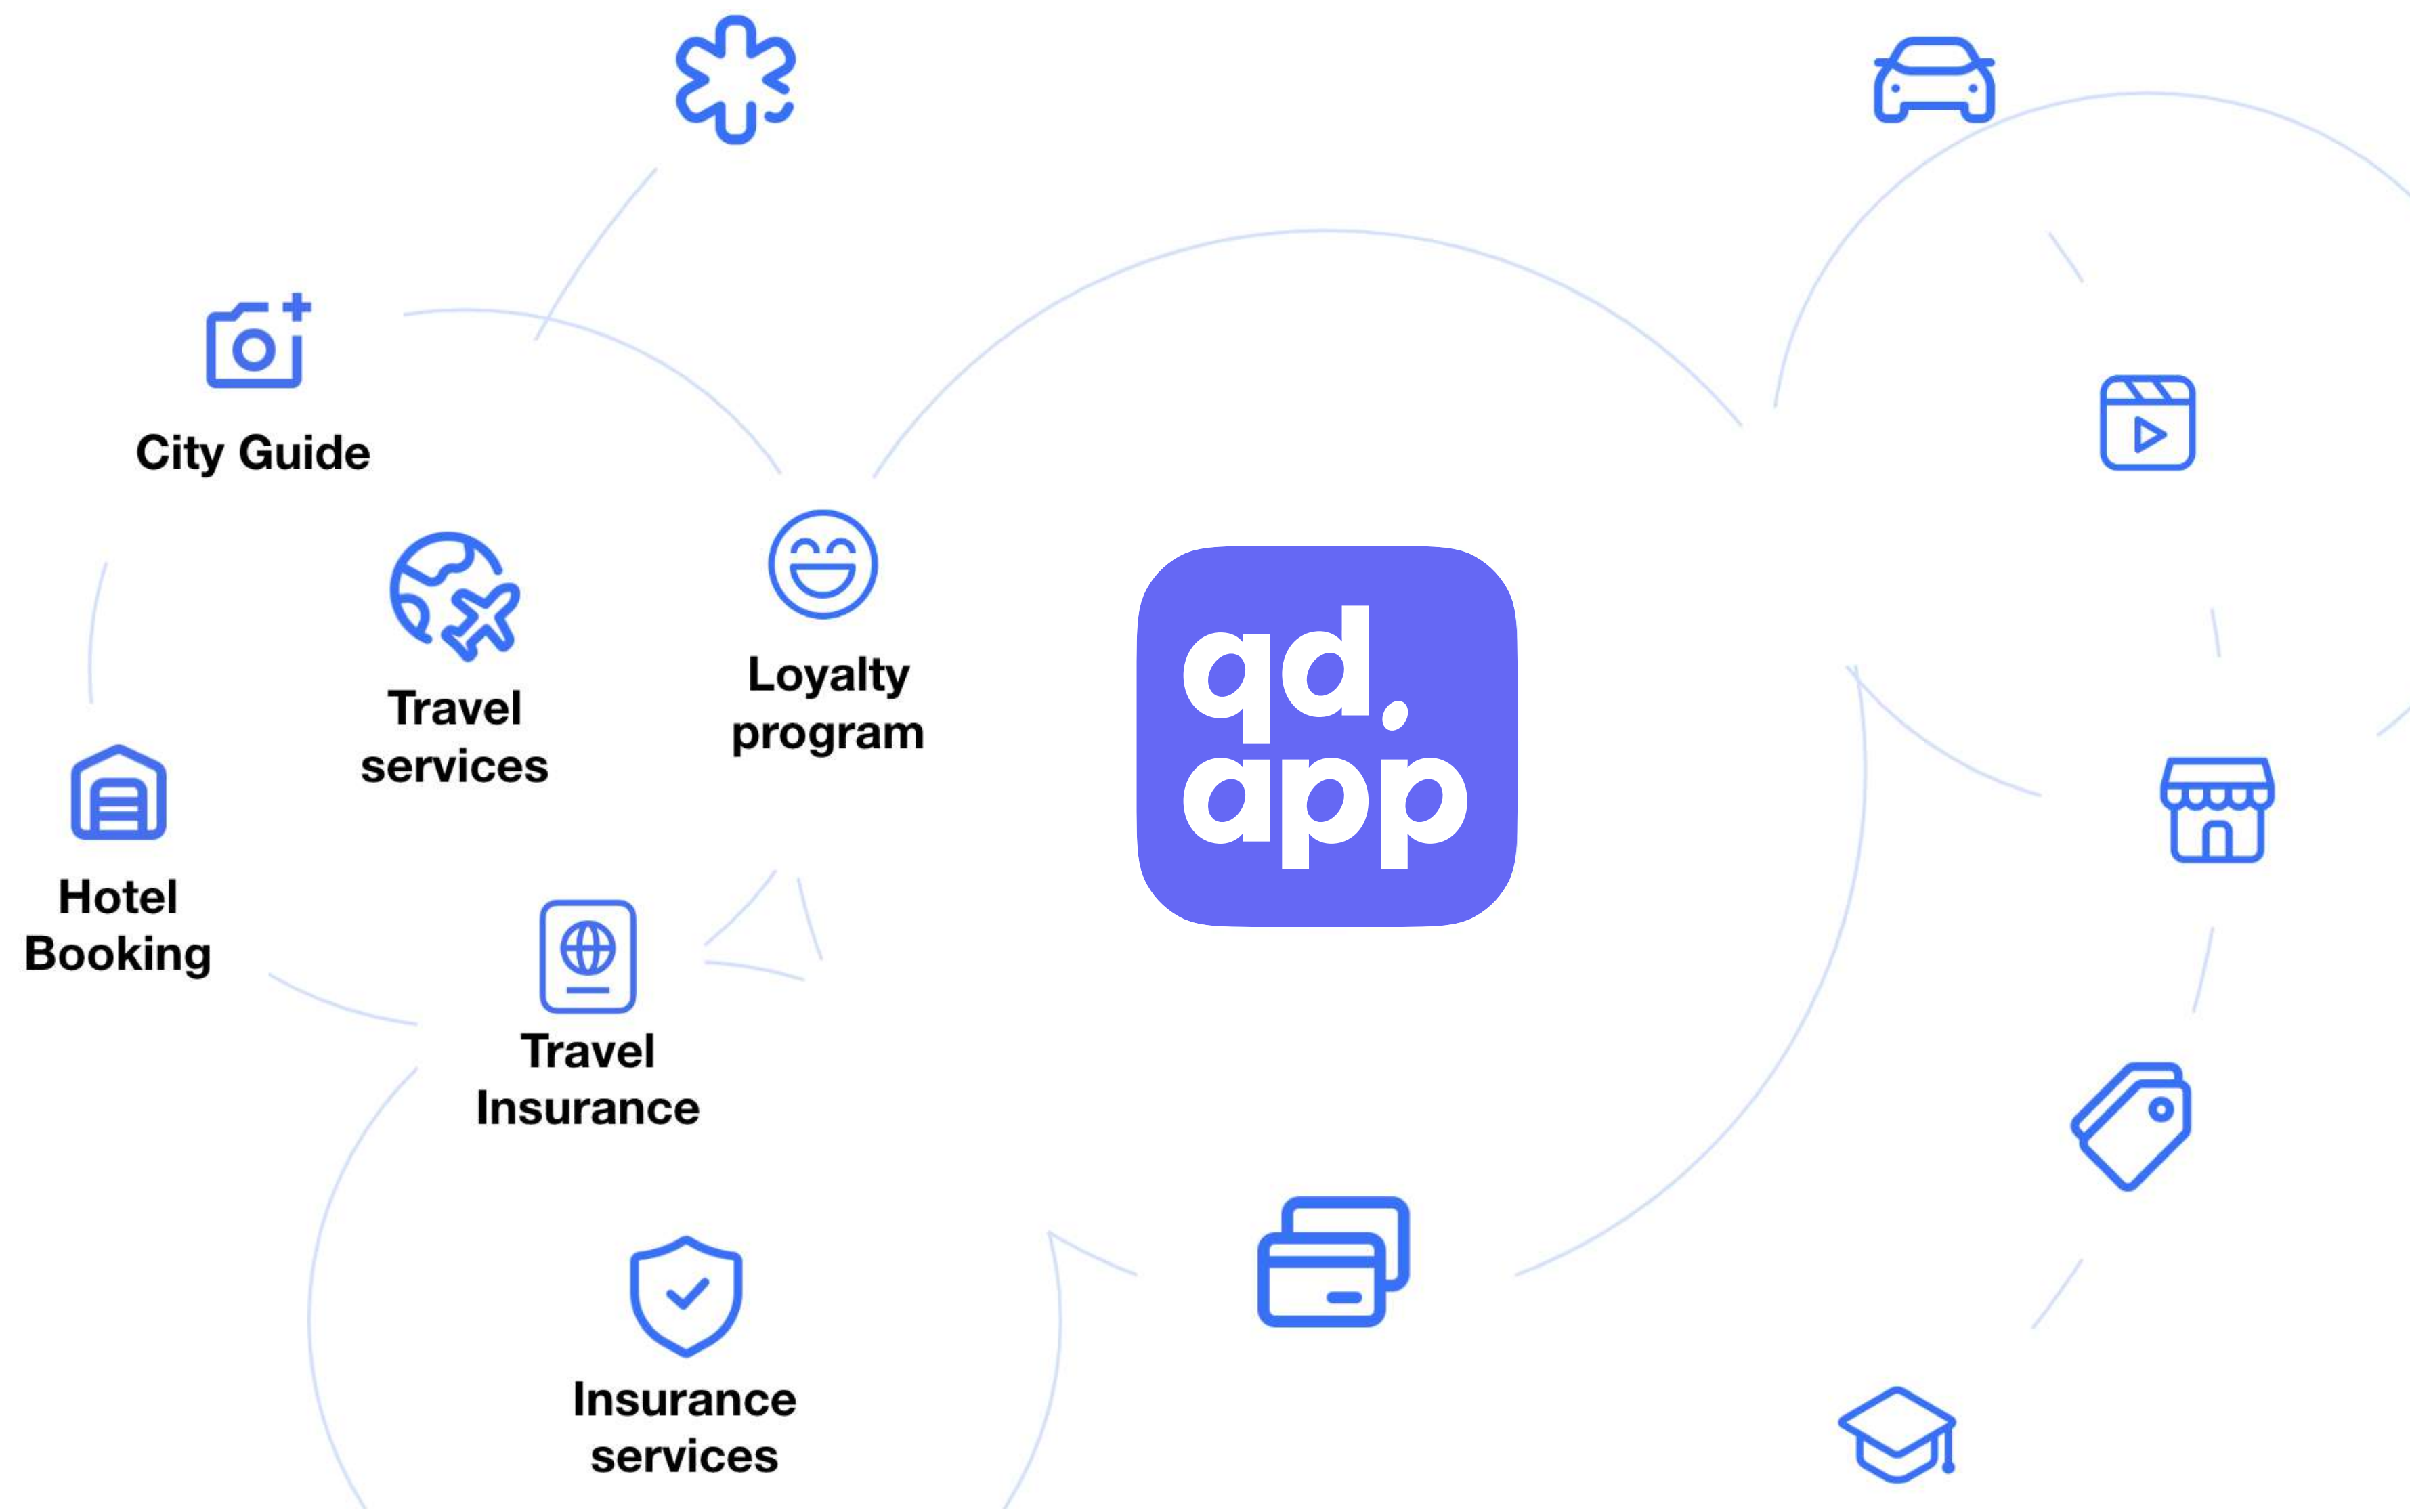 City Guide
Travel
services
Loyalty
program
qd.
app
Hotel
Booking
Travel
Insurance
Insurance
services